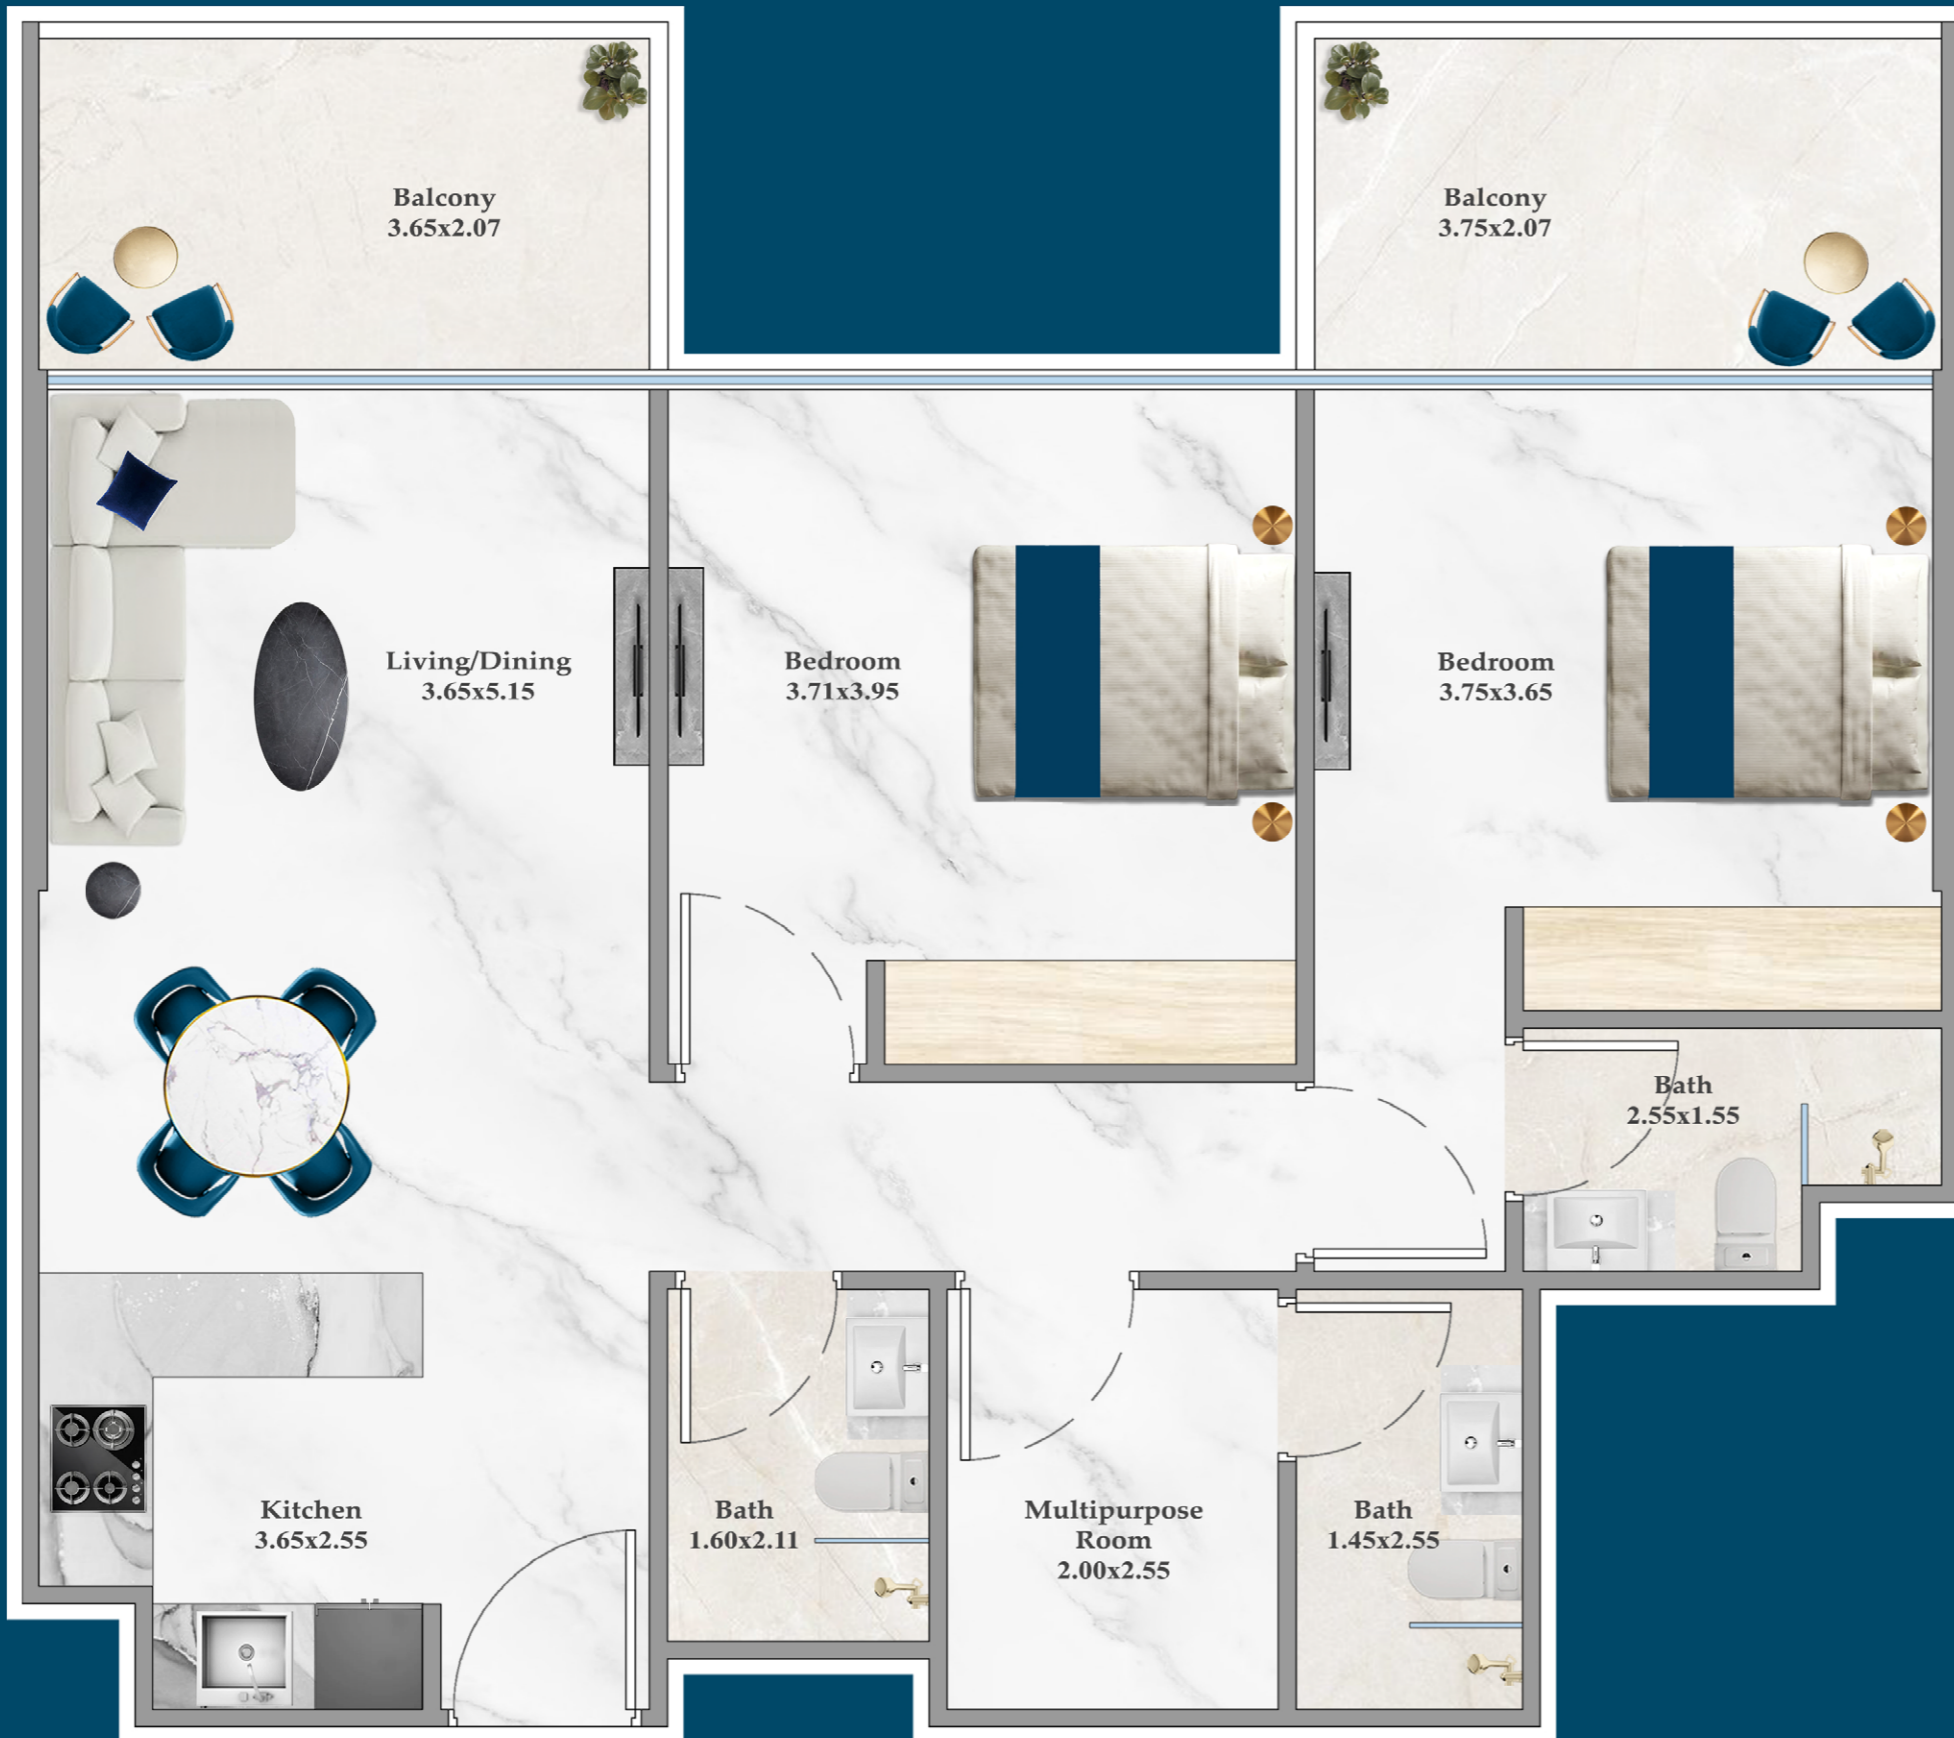 Balcony
3.65x2.07
Balcony
3.75x2.07
Living/Dining
3.65x5.15
Bedroom
3.71x3.95
Bedroom
3.75x3.65
Bath
2.55x1.55
Kitchen
3.65x2.55
Bath
1.60x2.11
Multipurpose
Room
2.00x2.55
Bath
1.45x2.55